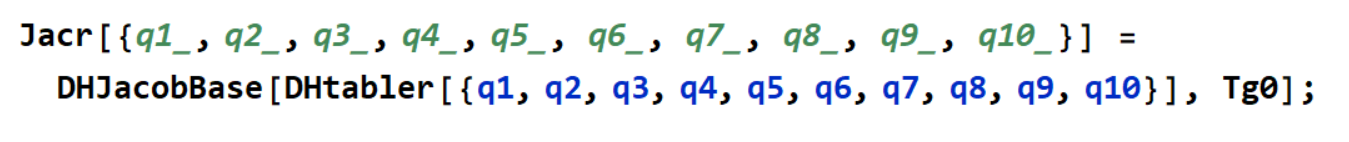 Jacr[{q1_, q2_, q3_, q4_, q5_, q6_, q7_, q8_, q9_, q10_}] =
DHJacobBase[DHtabler[{q1, q2, q3, q4, q5, q6, q7, q8, q9, q10}], Tg0];